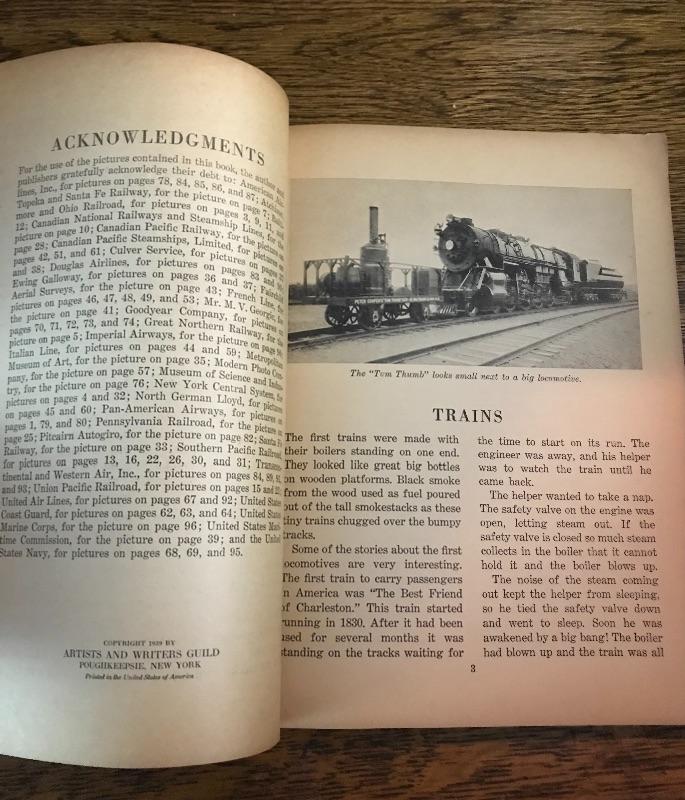 ACKNOWLEDGMENTS
For the use of the pictures contained in this book, the author and
publishers gratefully acknowledge their debt to: American Air-
lines, Inc., for pictures on pages 78, 84, 85, 86, and 87; Atchison,
Topeka and Santa Fe Railway, for the picture on page 7; Balti-
more and Ohio Railroad, for pictures on pages 3, 9, 11, and
12; Canadian National Railways and Steamship Lines, for the
picture on page 10; Canadian Pacific Railway, for the picture on
page 28; Canadian Pacific Steamships, Limited, for pictures on
pages 42, 51, and 61; Culver Service, for pictures on pages
and 38; Douglas Airlines, for pictures on pages 83 and
Ewing Galloway, for pictures on pages 36 and 37; Fairchild
Aerial Surveys, for the picture on page 43; French Line, for
pictures on pages 46, 47, 48, 49, and 53; Mr. M. V. George, for
the picture on page 41; Goodyear Company, for pictures on
pages 70, 71, 72, 73, and 74; Great Northern Railway, for the
picture on page 5; Imperial Airways, for the picture on page
Italian Line, for pictures on pages 44 and 59; Metropolitan
Museum of Art, for the picture on page 35; Modern Photo Com-
pany, for the picture on page 57; Museum of Science and Indus-
try, for the picture on page 76; New York Central System, for
pictures on pages 4 and 32; North German Lloyd, for pictures
on pages 45 and 60; Pan-American Airways, for pictures on
pages 1, 79, and 80; Pennsylvania Railroad, for the picture on
page 25; Pitcairn Autogiro, for the picture on page 82; Santa Fe
Railway, for the picture on page 33; Southern Pacific Railroad,
for pictures on pages 13, 16, 22, 26, 30, and 31; Transcon-
tinental and Western Air, Inc., for pictures on pages 84, 89,
and 93; Union Pacific Railroad, for pictures on pages 15 and
United Air Lines, for pictures on pages 67 and 92; United States
Coast Guard, for pictures on pages 62, 63, and 64; United States
Marine Corps, for the picture on page 96; United States Mari-
time Commission, for the picture on page 39; and the United
States Navy, for pictures on pages 68, 69, and 95.
COPYRIGHT 1939 BY
ARTISTS AND WRITERS GUILD
POUGHKEEPSIE, NEW YORK
Printed in the United States of America
The "Tom Thumb" looks small next to a big locomotive.
TRAINS
The first trains were made with
their boilers standing on one end.
They looked like great big bottles
on wooden platforms. Black smoke
from the wood used as fuel poured
out of the tall smokestacks as these
tiny trains chugged over the bumpy
tracks.
Some of the stories about the first
locomotives are very interesting.
The first train to carry passengers
in America was "The Best Friend
of Charleston." This train started
running in 1830. After it had been
used for several months it was
standing on the tracks waiting for
the time to start on its run. The
engineer was away, and his helper
was to watch the train until he
came back.
The helper wanted to take a nap.
The safety valve on the engine was
open, letting steam out. If the
safety valve is closed so much steam
collects in the boiler that it cannot
hold it and the boiler blows up.
The noise of the steam coming
out kept the helper from sleeping,
so he tied the safety valve down
and went to sleep. Soon he was
awakened by a big bang! The boiler
had blown up and the train was all
3